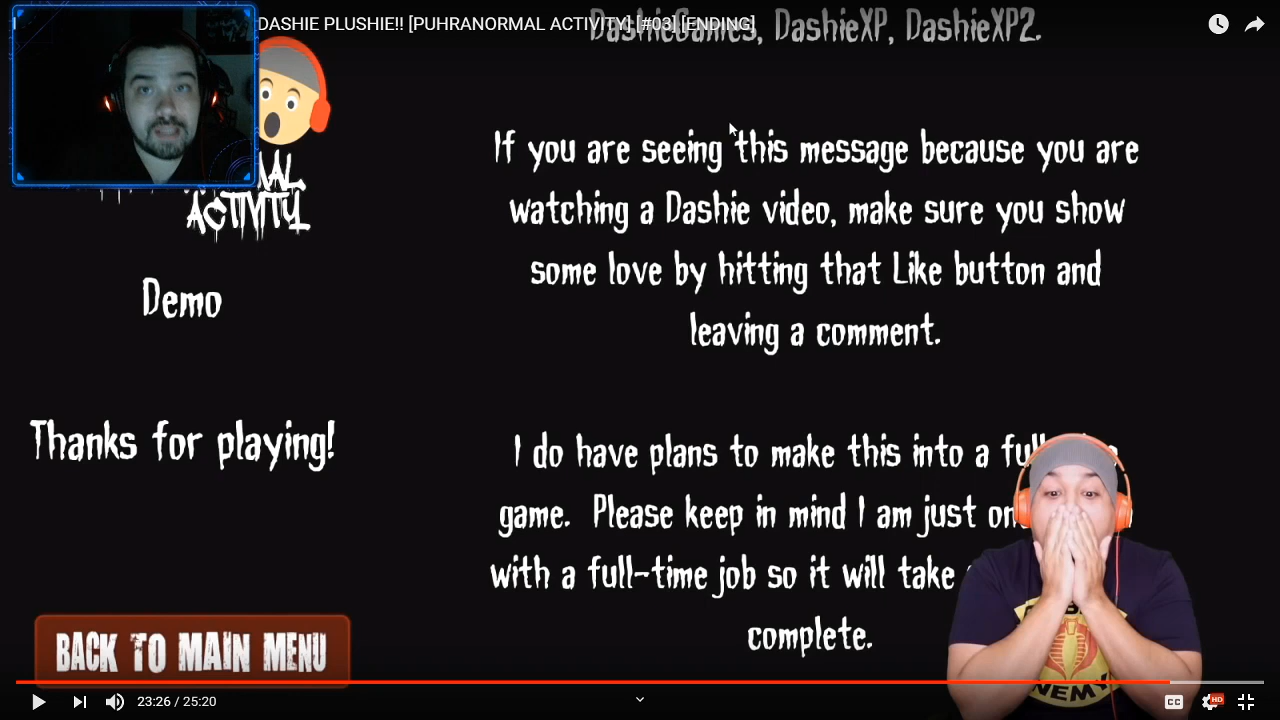 DASHIE PLUSHIE!! [PUHRANORMAL ACTIVITY] [#03] [ENDING]
DashieGames, DashieXP, DashieXP2.
If you are seeing this message because you are
watching a Dashie video, make sure you show
some love by hitting that Like button and
leaving a comment.
ACTIVITY
Demo
Thanks for playing!
I do have plans to make this into a
game. Please keep in mind I am just
with a full-time job so it will take
complete.
BACK TO MAIN MENU
23:26 / 25:20
CC
HD